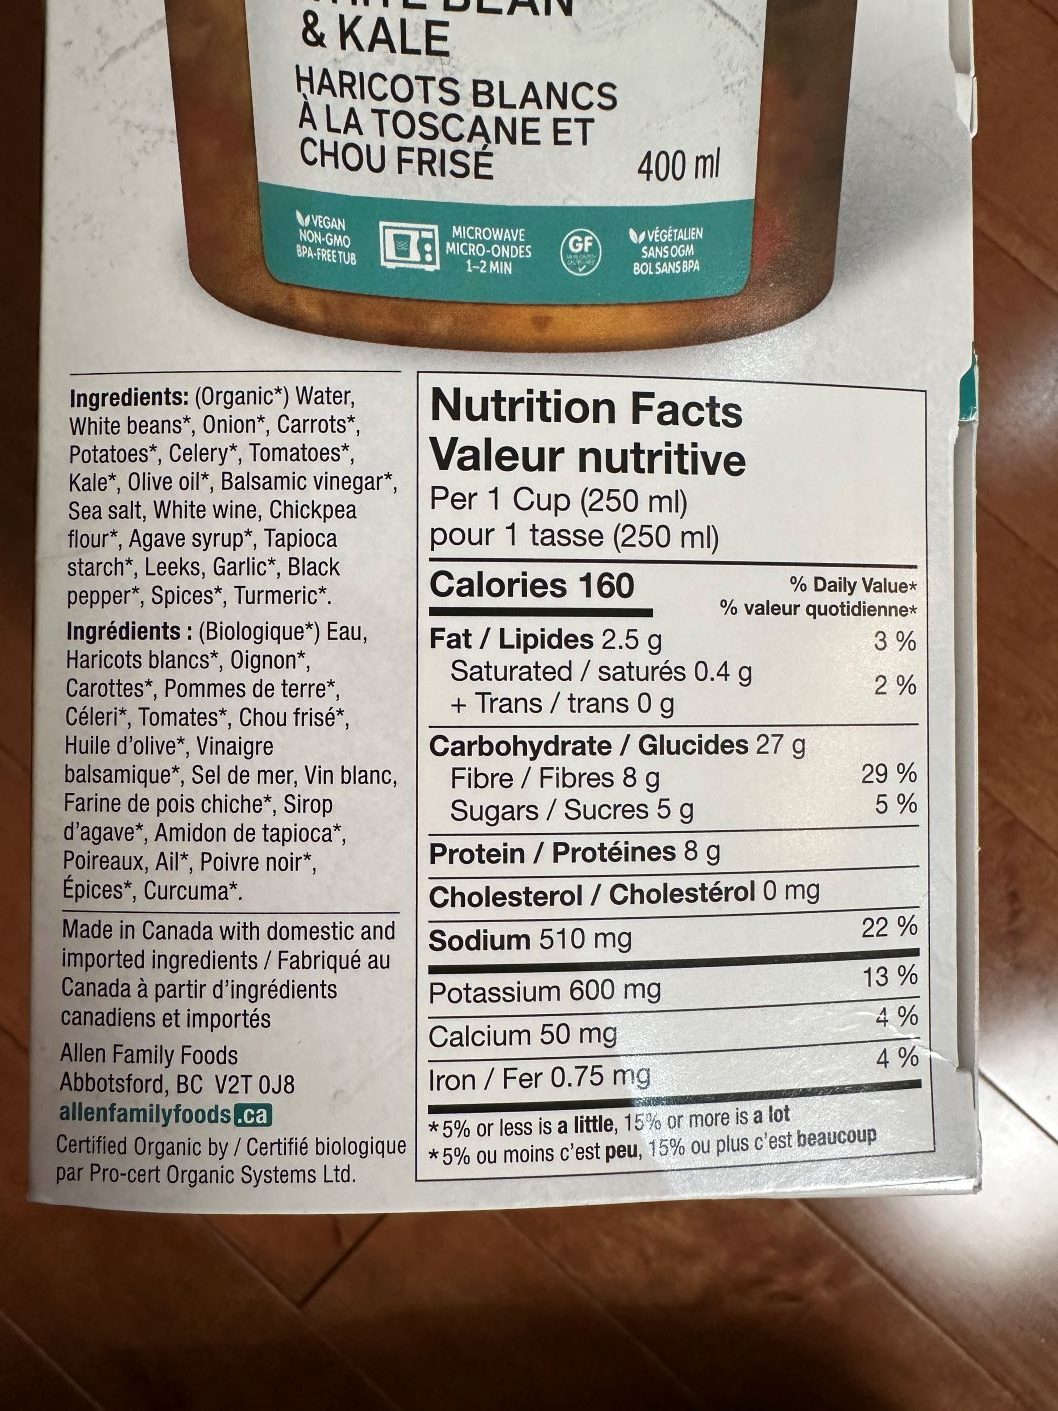 & KALE
HARICOTS BLANCS
À LA TOSCANE ET
CHOU FRISÉ
400 ml
VEGAN
NON-GMO
BPA-FREE TUB
MICROWAVE
MICRO-ONDES
1-2 MIN
GF
VÉGÉTALIEN
SANS OGM
BOL SANS BPA
Ingredients: (Organic*) Water,
White beans*, Onion*, Carrots*,
Potatoes*, Celery*, Tomatoes*,
Kale*, Olive oil*, Balsamic vinegar*,
Sea salt, White wine, Chickpea
flour*, Agave syrup*, Tapioca
starch*, Leeks, Garlic*, Black
pepper*, Spices*, Turmeric*.
Ingrédients : (Biologique*) Eau,
Haricots blancs*, Oignon*,
Carottes*, Pommes de terre*,
Céleri*, Tomates*, Chou frisé*,
Huile d'olive*, Vinaigre
balsamique*, Sel de mer, Vin blanc,
Farine de pois chiche*, Sirop
d'agave*, Amidon de tapioca*,
Poireaux, Ail*, Poivre noir*,
Épices*, Curcuma*.
Made in Canada with domestic and
imported ingredients / Fabriqué au
Canada à partir d'ingrédients
canadiens et importés
Allen Family Foods
Abbotsford, BC V2T 0J8
allenfamilyfoods.ca
Certified Organic by / Certifié biologique
par Pro-cert Organic Systems Ltd.
Nutrition Facts
Valeur nutritive
Per 1 Cup (250 ml)
pour 1 tasse (250 ml)
Calories 160
% Daily Value*
% valeur quotidienne*
Fat / Lipides 2.5 g 3 %
Saturated / saturés 0.4 g
+ Trans / trans 0 g 2 %
Carbohydrate / Glucides 27 g
Fibre / Fibres 8 g 29 %
Sugars / Sucres 5 g 5 %
Protein / Protéines 8 g
Cholesterol / Cholestérol 0 mg
Sodium 510 mg 22 %
Potassium 600 mg 13 %
Calcium 50 mg 4 %
Iron / Fer 0.75 mg 4 %
*5% or less is a little, 15% or more is a lot
*5% ou moins c'est peu, 15% ou plus c'est beaucoup